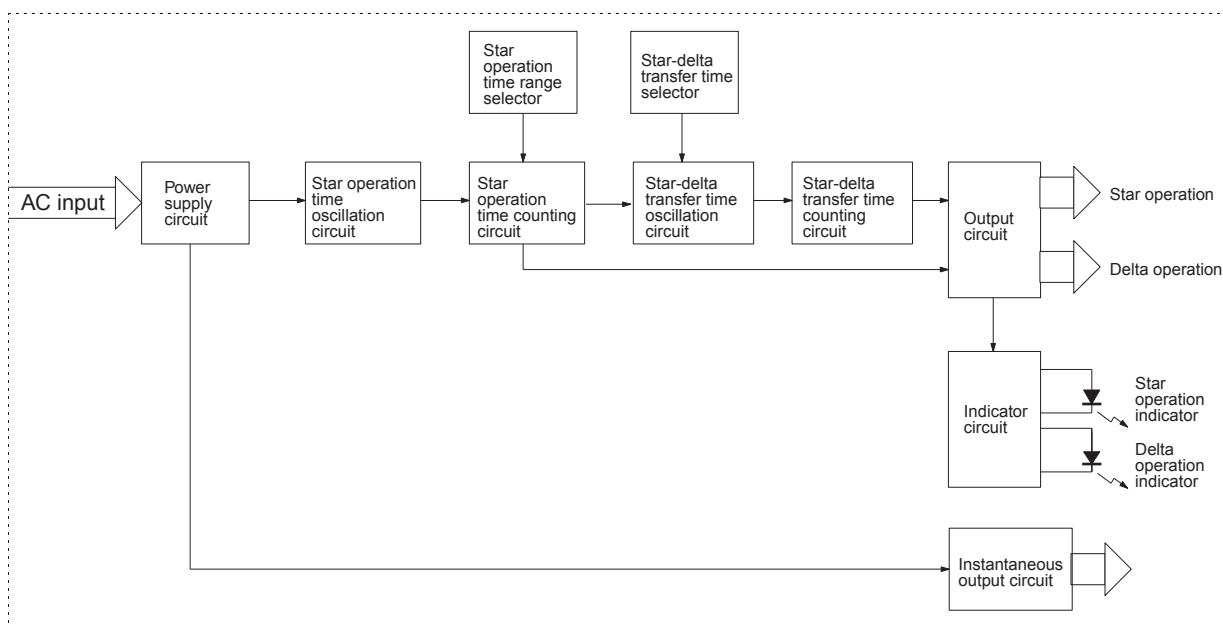 Star
operation
time range
selector
Star-delta
transfer time
selector
AC input
Power
supply
circuit
Star operation
time
oscillation
circuit
Star
operation
time counting
circuit
Star-delta
transfer time
oscillation
circuit
Star-delta
transfer time
counting
circuit
Output
circuit
Star operation
Delta operation
Indicator
circuit
Star
operation
indicator
Delta
operation
indicator
Instantaneous
output circuit